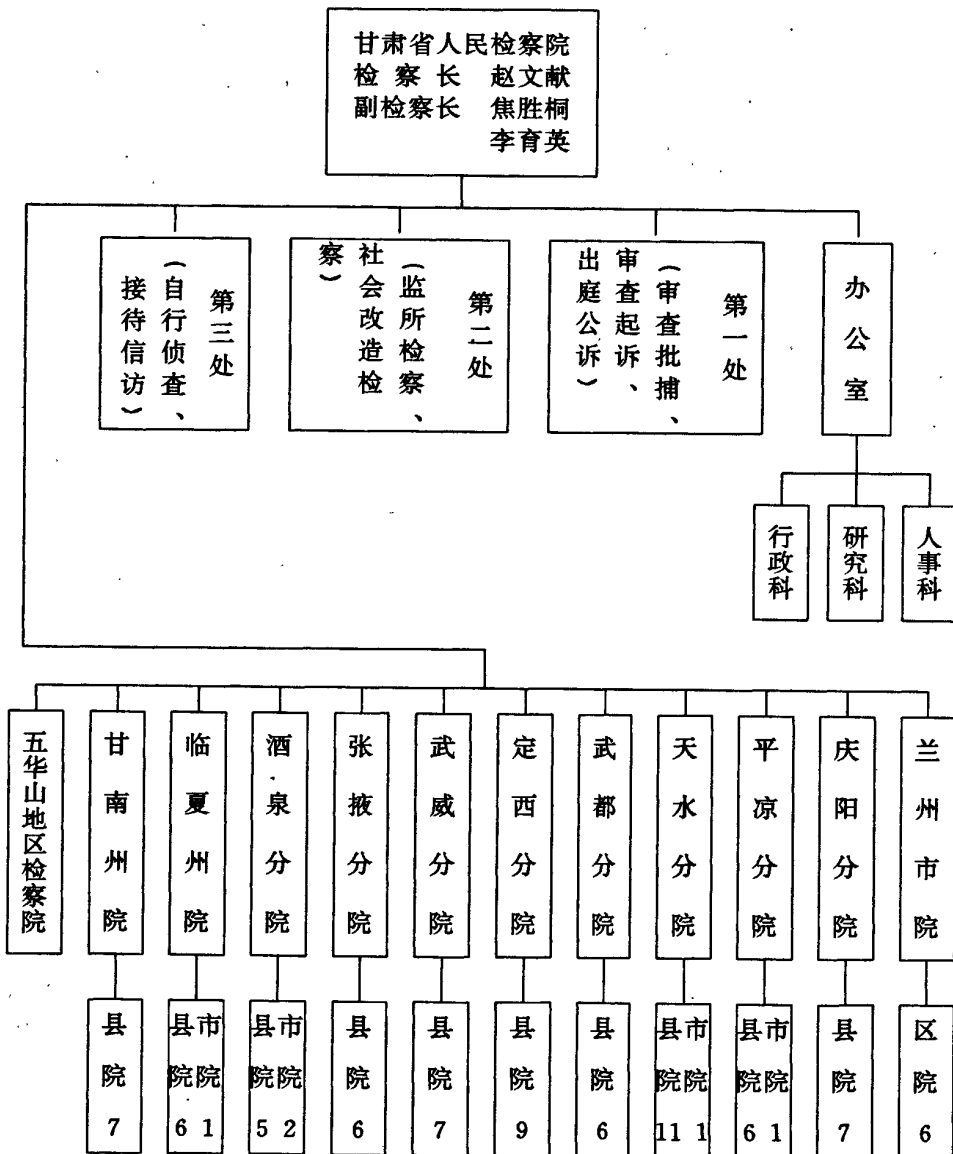 甘肃省人民检察院
检察长 赵文献
副检察长 焦胜桐
李育英
办公室
第一处
(审查批捕、
审查起诉、
出庭公诉)
第二处
(监所检察、
社会改造检
察)
第三处
(自行侦查、
接待信访)
人事科
研究科
行政科
兰州市院
庆阳分院
平凉分院
天水分院
武都分院
定西分院
武威分院
张掖分院
酒泉分院
临夏州院
甘南州院
五华山地区检察院
区院 6
县院 7
市院 1
县院 6
市院 1
县院 11
县院 6
县院 9
县院 7
县院 6
市院 2
县院 5
市院 1
县院 6
县院 7